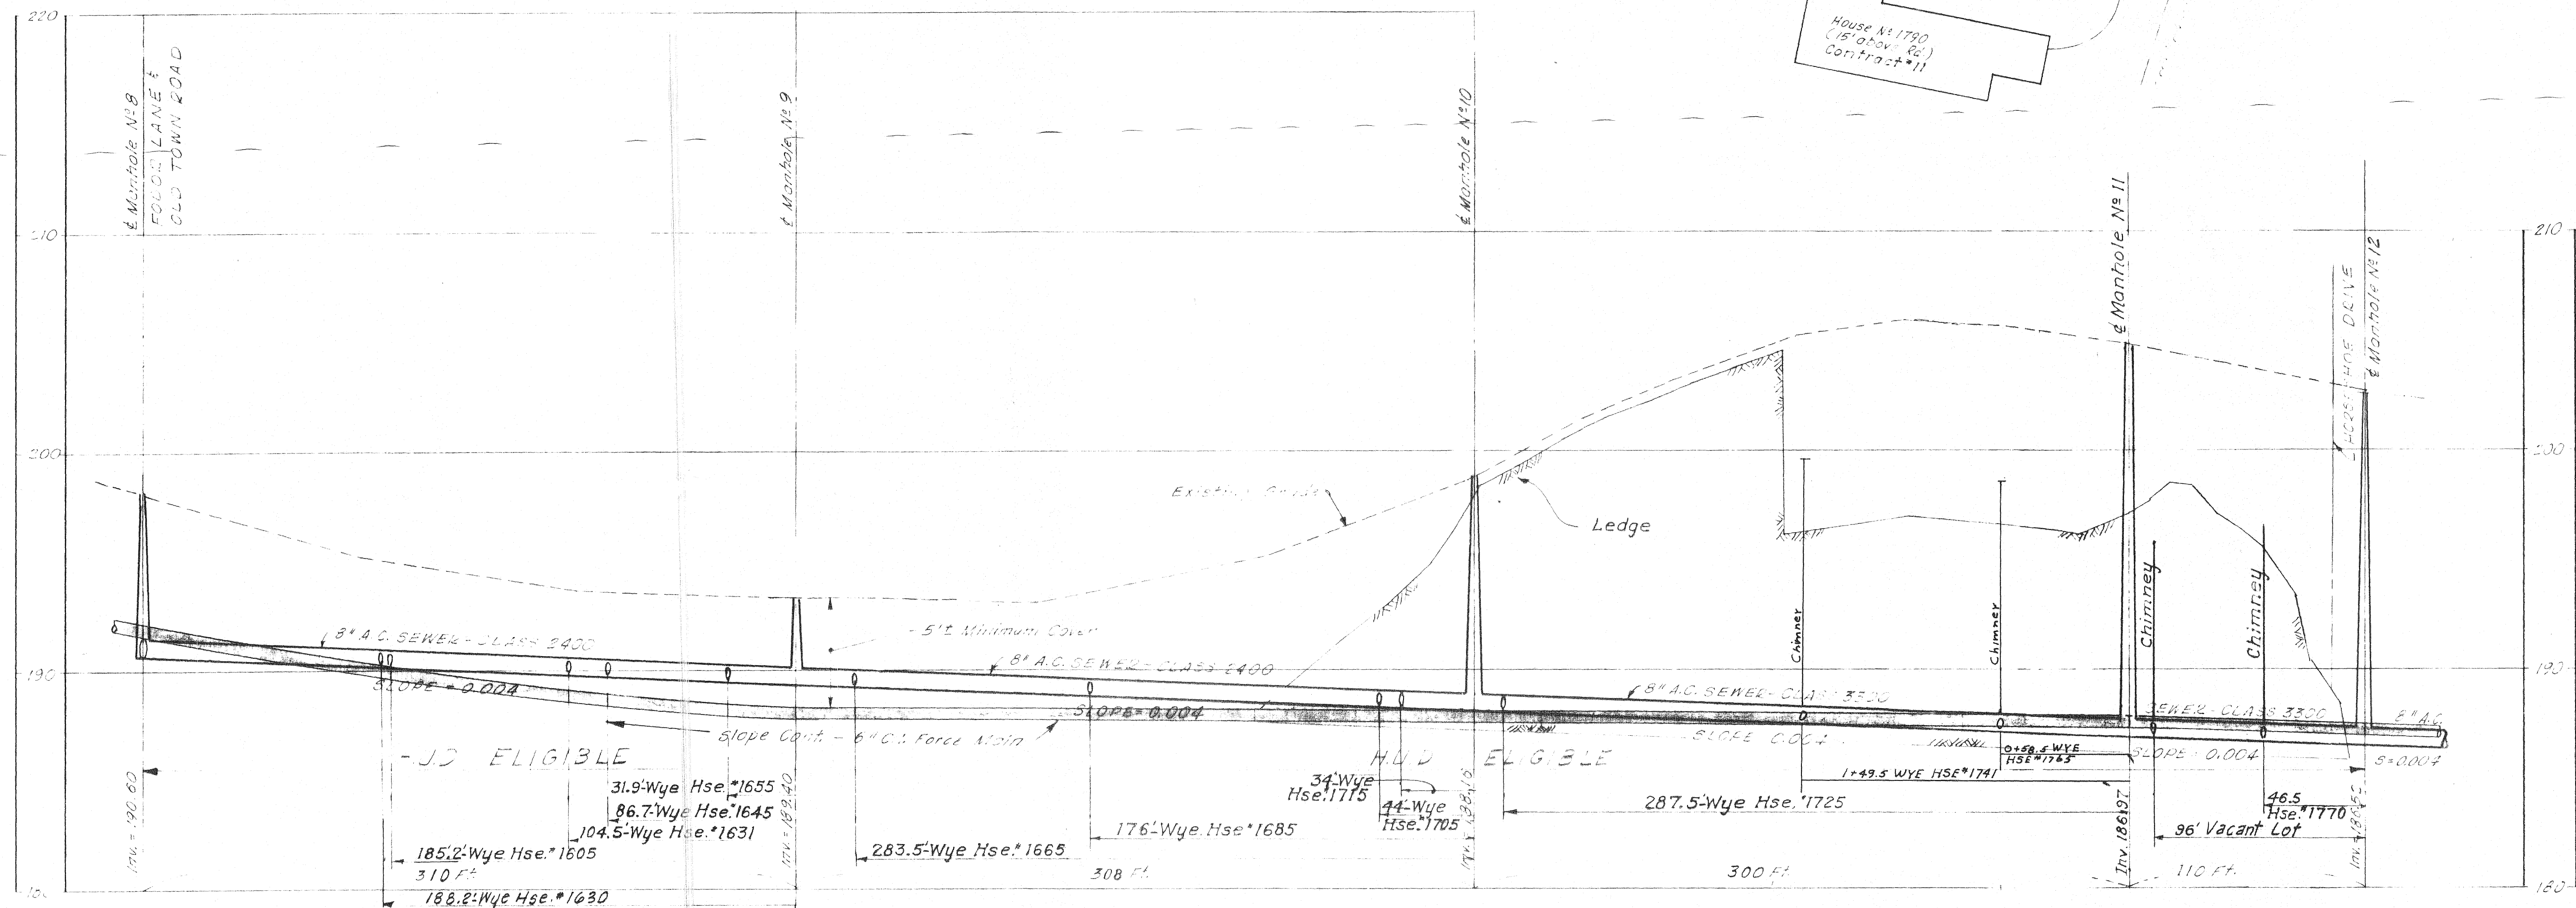 220
House Nº 1790
(15' above Rd.)
Contract #11
℄ Manhole Nº 8
LANE &
OLD TOWN ROAD
℄ Manhole Nº 9
℄ Manhole Nº 10
℄ Manhole Nº 11
℄ Manhole Nº 12
HORSESHOE DRIVE
210
210
200
200
Existing Grade
Ledge
Chimney
Chimney
Chimney
Chimney
8" A.C. SEWER - CLASS 2400
- 5'± Minimum Cover
8" A.C. SEWER - CLASS 2400
8" A.C. SEWER - CLASS 3300
SEWER - CLASS 3300
8" A.C.
190
190
SLOPE = 0.004
SLOPE = 0.004
SLOPE 0.004
SLOPE = 0.004
S=0.004
Slope Cont. - 6" C.I. Force Main
ELIGIBLE
H.U.D ELIGIBLE
0+58.5 WYE
HSE#1765
1+49.5 WYE HSE#1741
31.9'-Wye Hse.#1655
86.7'-Wye Hse.#1645
104.5'-Wye Hse.#1631
185.2'-Wye Hse.#1605
188.2'-Wye Hse.#1630
283.5'-Wye Hse.#1665
176'-Wye.Hse#1685
34'-Wye
Hse.#1715
44'-Wye
Hse.#1705
287.5'-Wye Hse.#1725
46.5
Hse.#1770
96' Vacant Lot
Inv. = 190.60
Inv. = 189.40
Inv. = 188.15
Inv. 186.97'
Inv. = 186.50
310 Ft.
308 Ft.
300 Ft.
110 Ft.
180
180